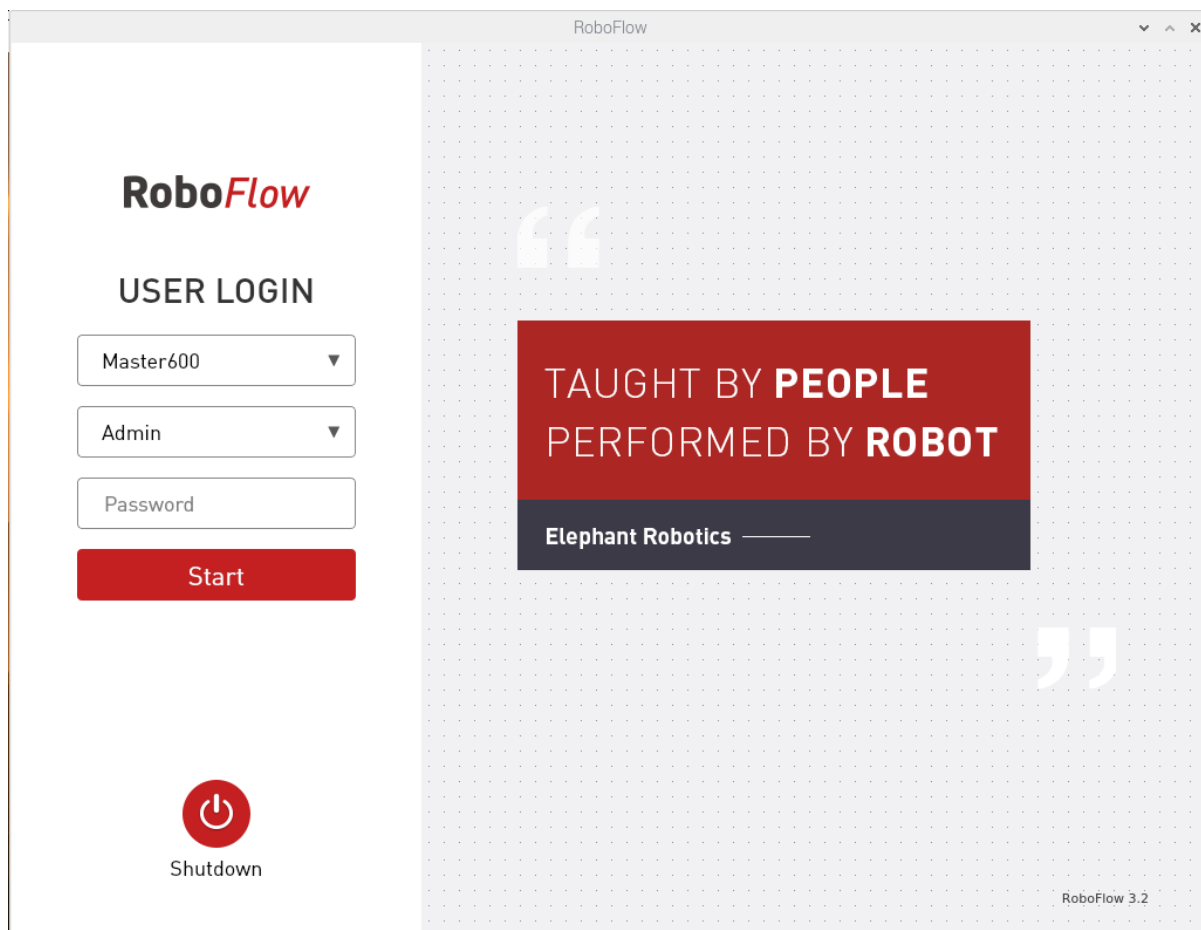 RoboFlow
RoboFlow
USER LOGIN
Master600
Admin
Password
Start
Shutdown
“
TAUGHT BY PEOPLE
PERFORMED BY ROBOT
Elephant Robotics
”
RoboFlow 3.2